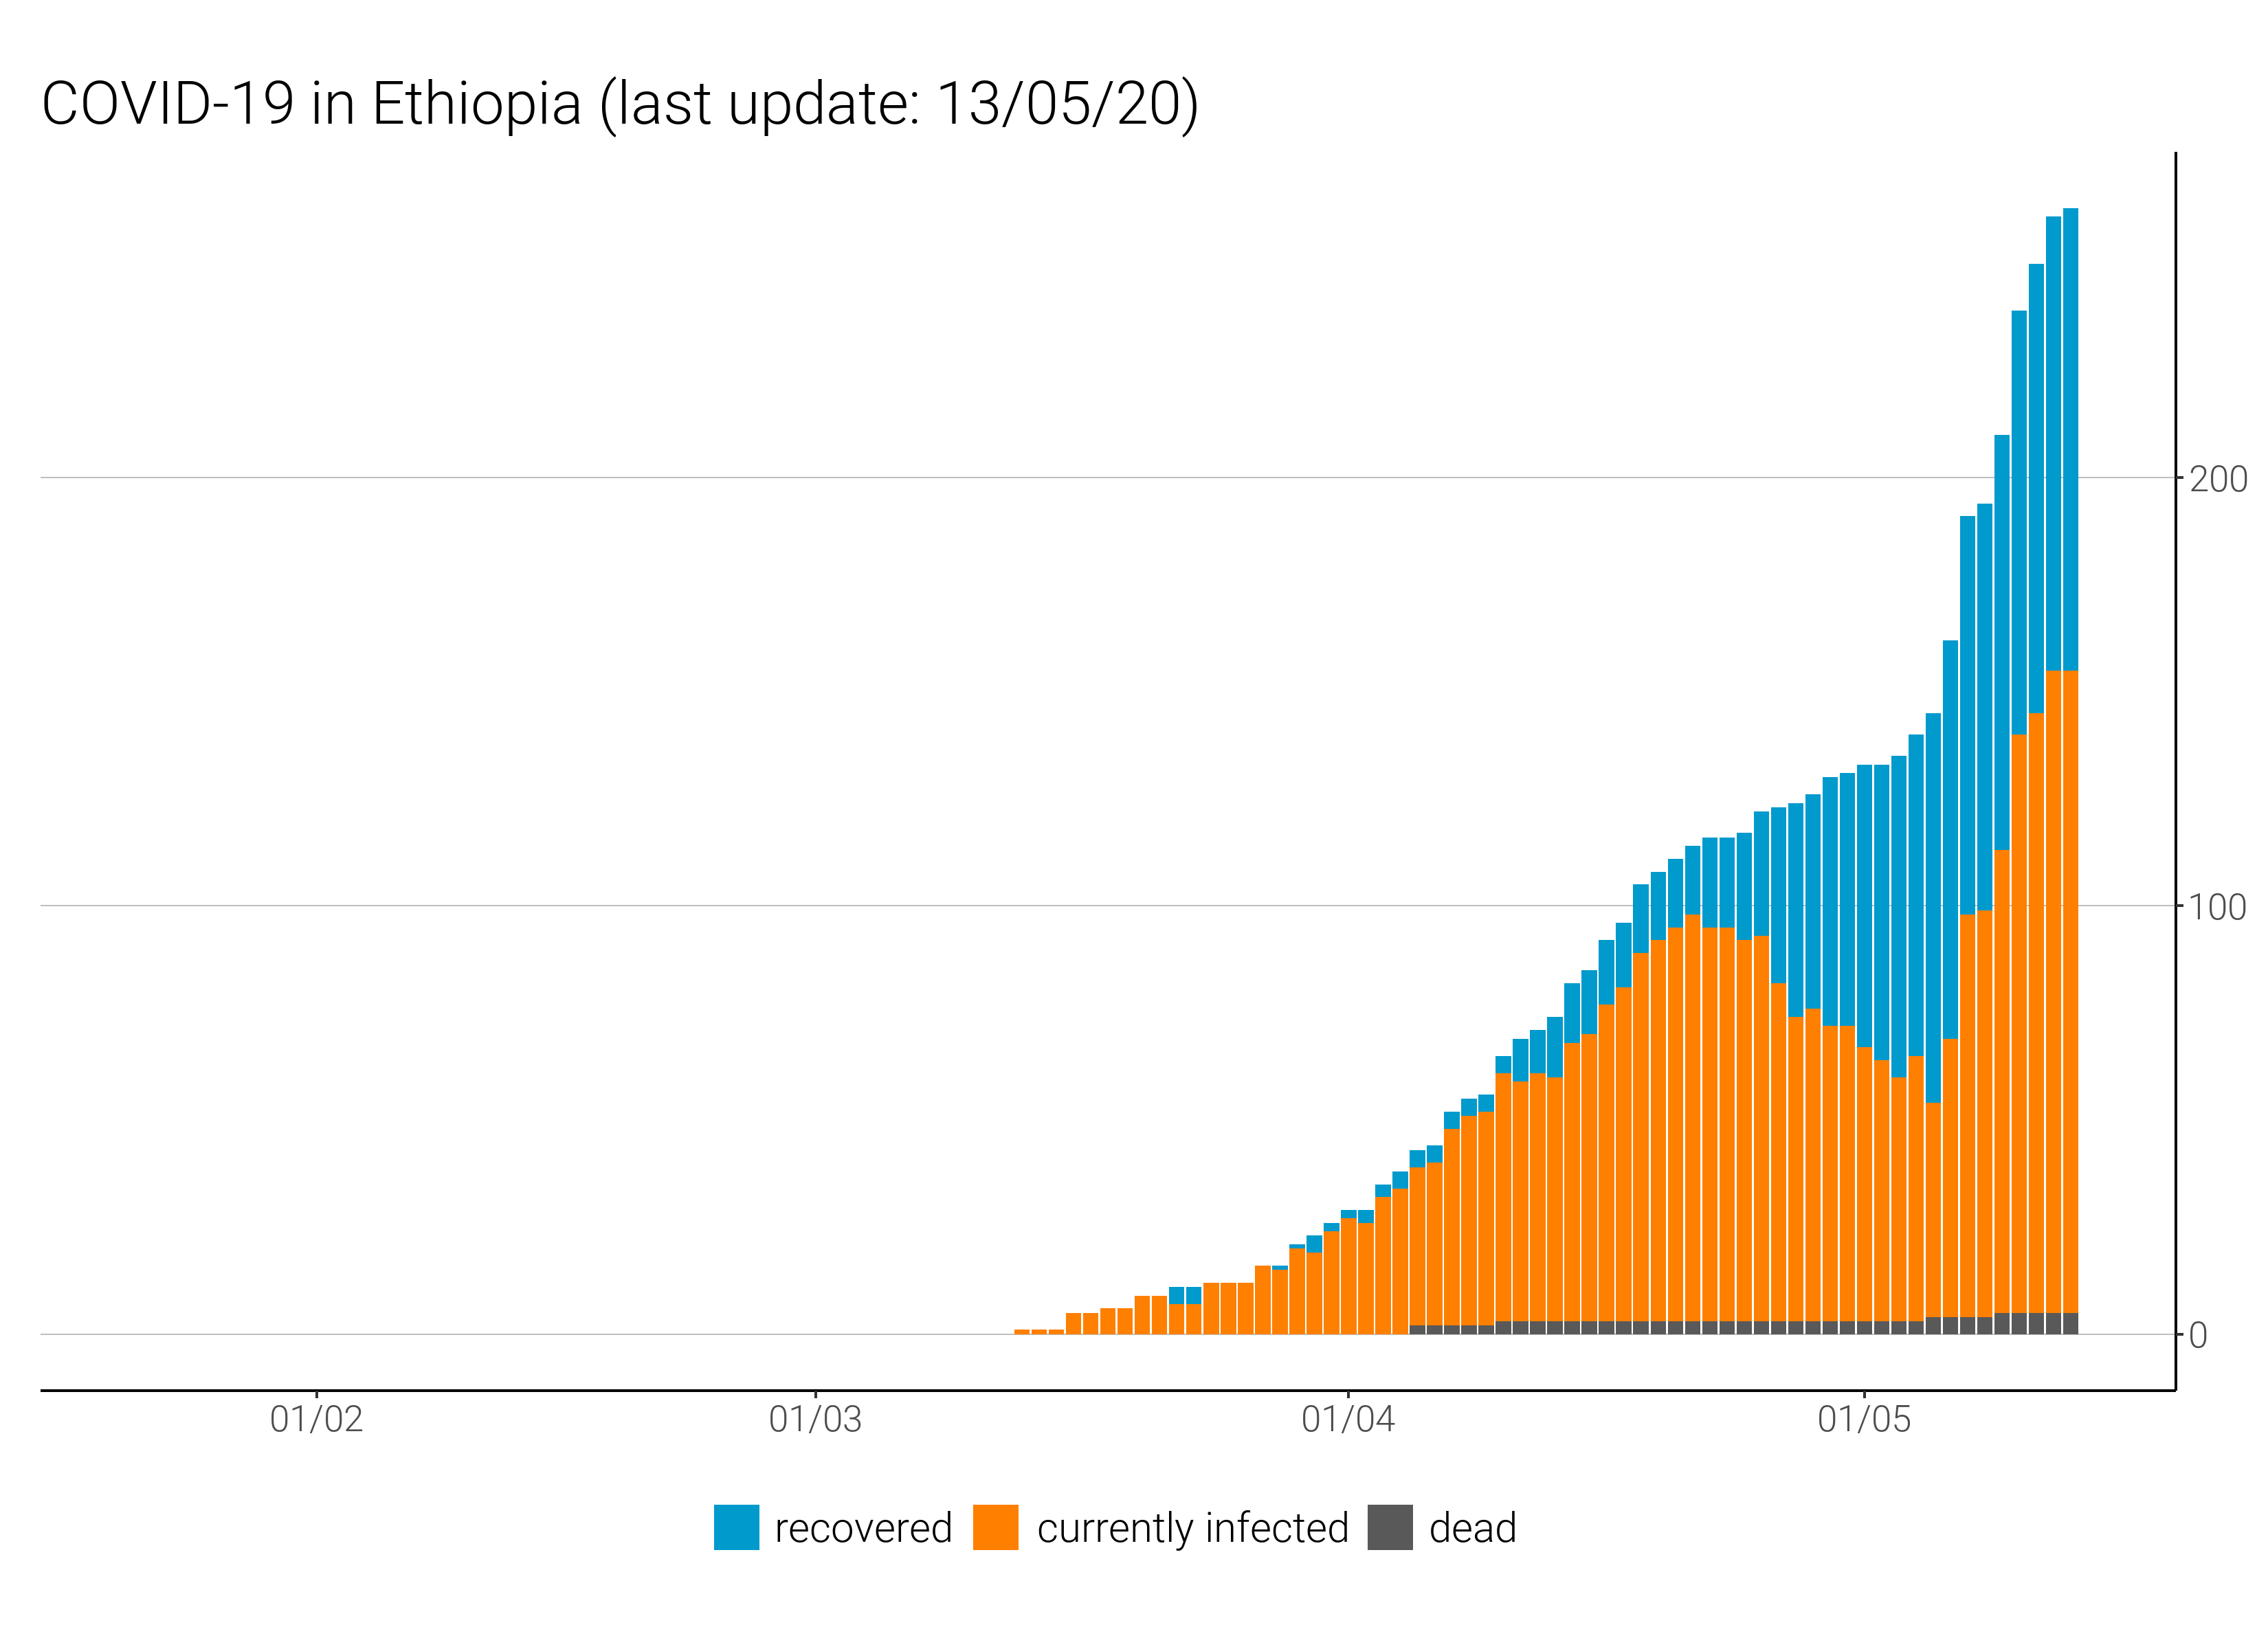 COVID-19 in Ethiopia (last update: 13/05/20)
200
100
0
01/02 01/03 01/04 01/05
recovered currently infected dead